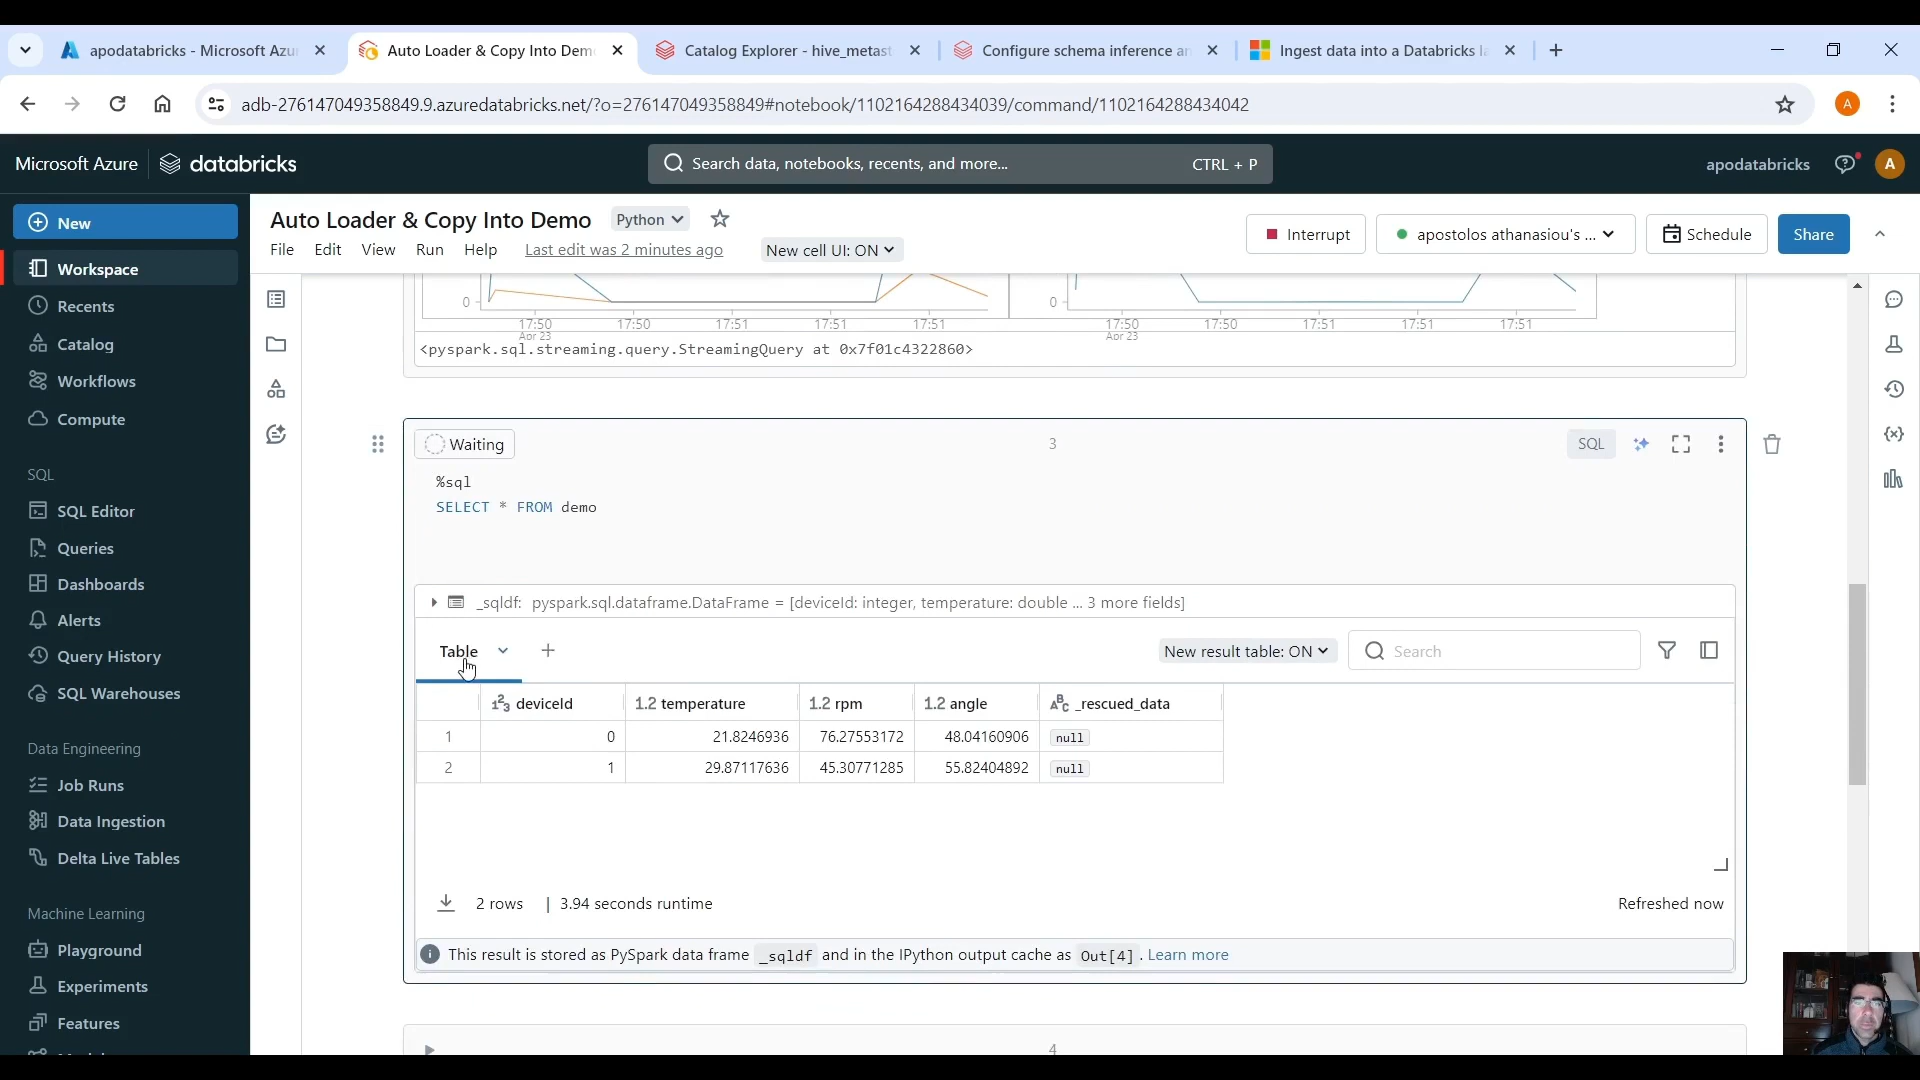 apodatabricks - Microsoft Azu
Auto Loader & Copy Into Dem
Catalog Explorer - hive_metast
Configure schema inference an
Ingest data into a Databricks la
adb-276147049358849.9.azuredatabricks.net/?o=276147049358849#notebook/1102164288434039/command/1102164288434042
A
Microsoft Azure
databricks
Search data, notebooks, recents, and more...
CTRL + P
apodatabricks
A
New
Workspace
Recents
Catalog
Workflows
Compute
SQL
SQL Editor
Queries
Dashboards
Alerts
Query History
SQL Warehouses
Data Engineering
Job Runs
Data Ingestion
Delta Live Tables
Machine Learning
Playground
Experiments
Features
Auto Loader & Copy Into Demo
Python
File Edit View Run Help
Last edit was 2 minutes ago
New cell UI: ON
Interrupt
apostolos athanasiou's ...
Schedule
Share
0
17:50 17:50 17:51 17:51 17:51
Apr 23
0
17:50 17:50 17:51 17:51 17:51
Apr 23
<pyspark.sql.streaming.query.StreamingQuery at 0x7f01c4322860>
Waiting
3
SQL
%sql
SELECT * FROM demo
_sqldf: pyspark.sql.dataframe.DataFrame = [deviceId: integer, temperature: double ... 3 more fields]
Table
New result table: ON
Search
123 deviceId 1.2 temperature 1.2 rpm 1.2 angle ABC _rescued_data
1 0 21.8246936 76.27553172 48.04160906 null
2 1 29.87117636 45.30771285 55.82404892 null
2 rows | 3.94 seconds runtime
Refreshed now
This result is stored as PySpark data frame _sqldf and in the IPython output cache as Out[4] . Learn more
4